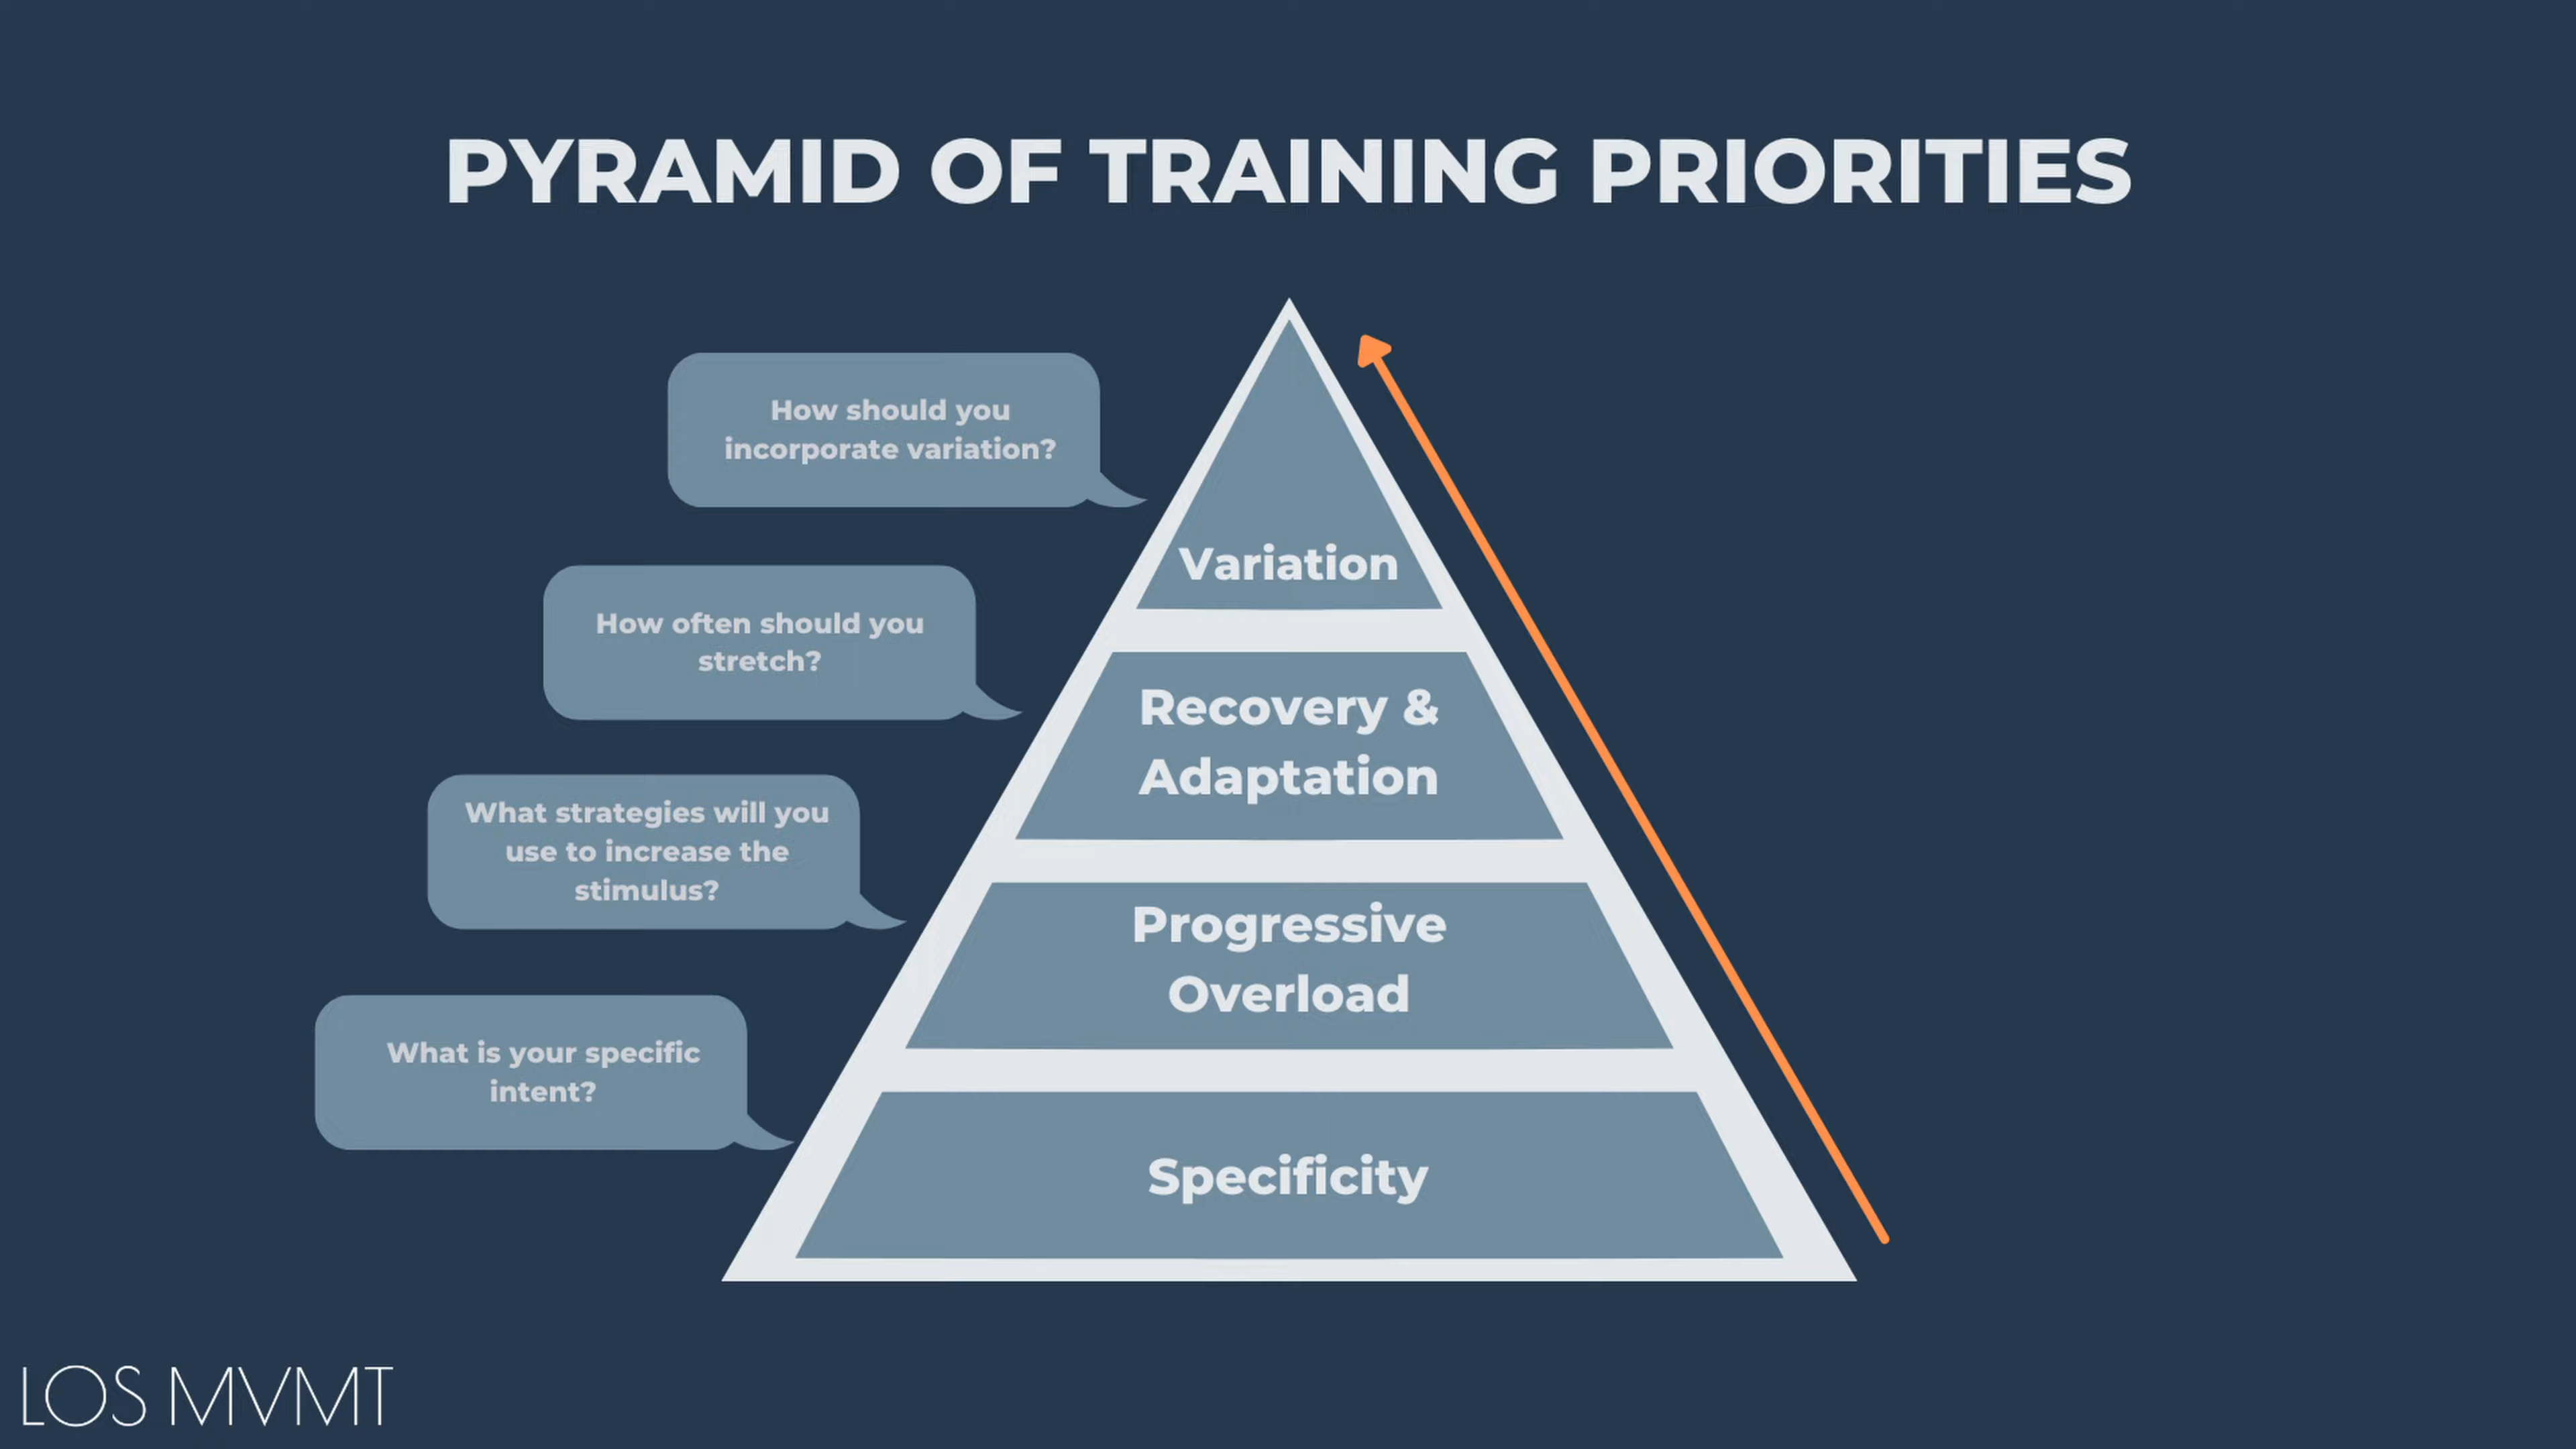 PYRAMID OF TRAINING PRIORITIES
How should you
incorporate variation?
Variation
How often should you
stretch?
Recovery &
Adaptation
What strategies will you
use to increase the
stimulus?
Progressive
Overload
What is your specific
intent?
Specificity
LOS MVMT